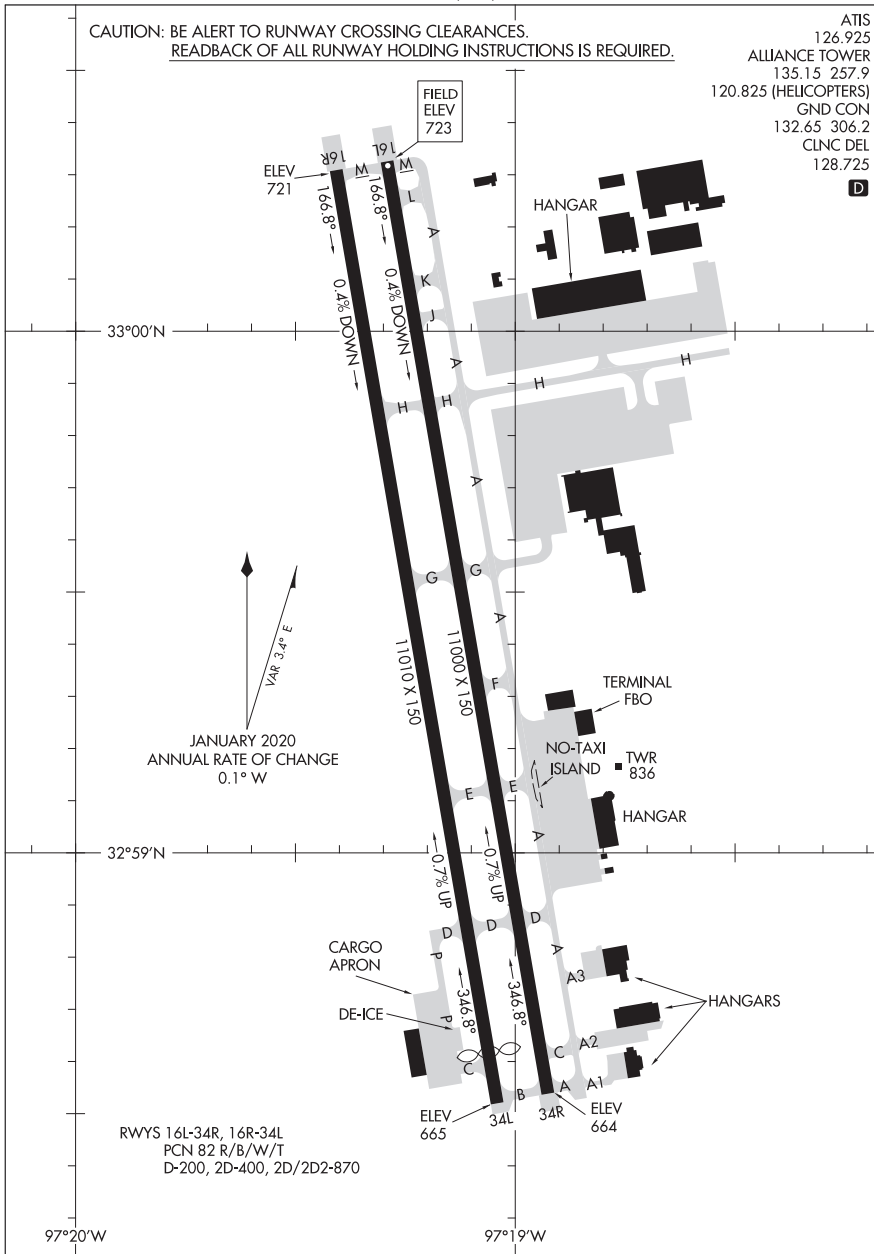 CAUTION: BE ALERT TO RUNWAY CROSSING CLEARANCES.
READBACK OF ALL RUNWAY HOLDING INSTRUCTIONS IS REQUIRED.
ATIS
126.925
ALLIANCE TOWER
135.15 257.9
120.825 (HELICOPTERS)
GND CON
132.65 306.2
CLNC DEL
128.725
D
FIELD
ELEV
723
ELEV
721
16R
W
16L
W
166.8°
166.8°
L
A
HANGAR
K
J
0.4% DOWN
0.4% DOWN
33°00'N
A
H
H
H
H
A
G
G
A
VAR 3.4° E
11010 X 150
11000 X 150
F
TERMINAL
FBO
JANUARY 2020
ANNUAL RATE OF CHANGE
0.1° W
NO-TAXI
ISLAND
TWR
836
E
E
HANGAR
A
32°59'N
0.7% UP
0.7% UP
D
D
D
P
A
CARGO
APRON
A3
DE-ICE
P
346.8°
346.8°
HANGARS
C
C
A2
B
A
A1
ELEV
665
34L
34R
ELEV
664
RWYS 16L-34R, 16R-34L
PCN 82 R/B/W/T
D-200, 2D-400, 2D/2D2-870
97°20'W
97°19'W